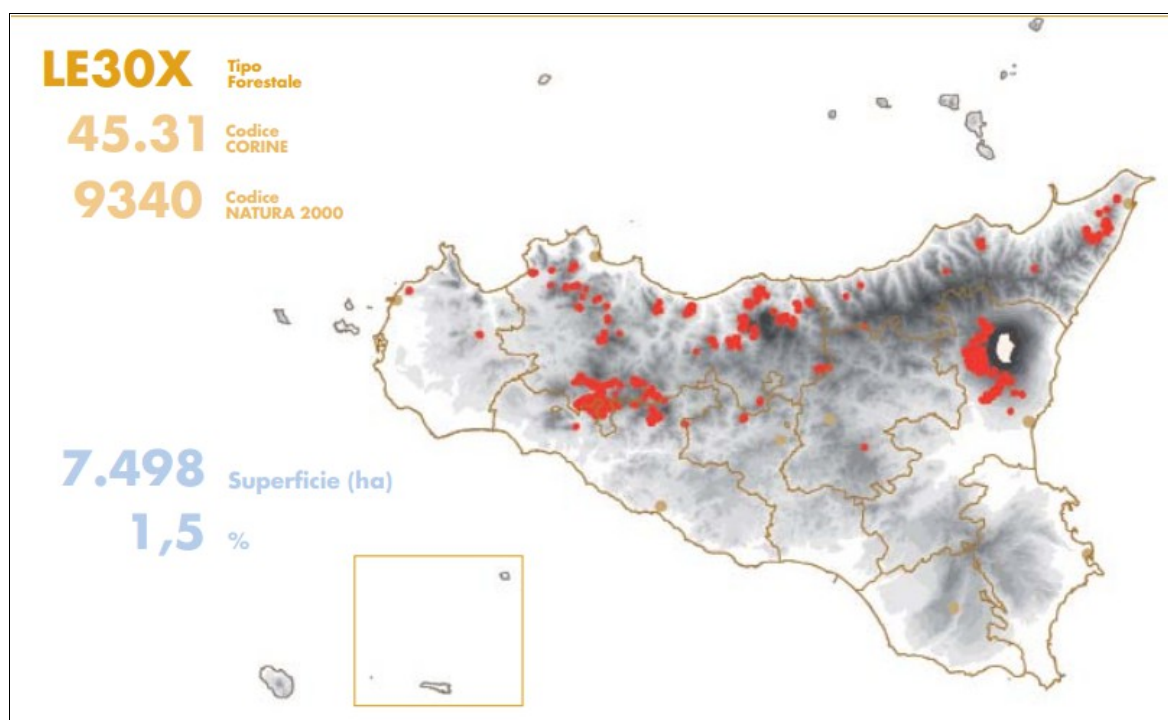 LE30X Tipo
Forestale
45.31 Codice
CORINE
9340 Codice
NATURA 2000
7.498 Superficie (ha)
1,5 %